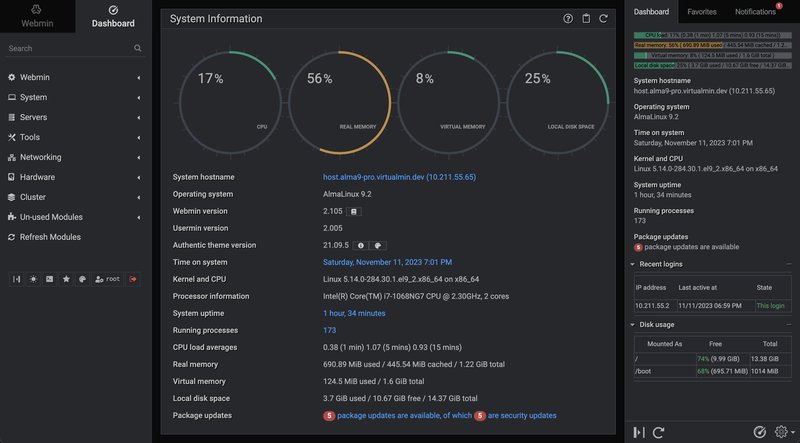 Webmin
Dashboard
Search
Webmin
System
Servers
Tools
Networking
Hardware
Cluster
Un-used Modules
Refresh Modules
root
System Information
17%
CPU
56%
REAL MEMORY
8%
VIRTUAL MEMORY
25%
LOCAL DISK SPACE
System hostname host.alma9-pro.virtualmin.dev (10.211.55.65)
Operating system AlmaLinux 9.2
Webmin version 2.105
Usermin version 2.005
Authentic theme version 21.09.5
Time on system Saturday, November 11, 2023 7:01 PM
Kernel and CPU Linux 5.14.0-284.30.1.el9_2.x86_64 on x86_64
Processor information Intel(R) Core(TM) i7-1068NG7 CPU @ 2.30GHz, 2 cores
System uptime 1 hour, 34 minutes
Running processes 173
CPU load averages 0.38 (1 min) 1.07 (5 mins) 0.93 (15 mins)
Real memory 690.89 MiB used / 445.54 MiB cached / 1.22 GiB total
Virtual memory 124.5 MiB used / 1.6 GiB total
Local disk space 3.7 GiB used / 10.67 GiB free / 14.37 GiB total
Package updates 5 package updates are available, of which 5 are security updates
Dashboard Favorites Notifications 1
CPU load: 17% (0.38 (1 min) 1.07 (5 mins) 0.93 (15 mins))
Real memory: 56% ( 690.89 MiB used / 445.54 MiB cached / 1.2…
Virtual memory: 8% ( 124.5 MiB used / 1.6 GiB total)
Local disk space: 25% (3.7 GiB used / 10.67 GiB free / 14.37 GiB…
System hostname
host.alma9-pro.virtualmin.dev (10.211.55.65)
Operating system
AlmaLinux 9.2
Time on system
Saturday, November 11, 2023 7:01 PM
Kernel and CPU
Linux 5.14.0-284.30.1.el9_2.x86_64 on x86_64
System uptime
1 hour, 34 minutes
Running processes
173
Package updates
5 package updates are available
Recent logins
IP address Last active at State
10.211.55.2 11/11/2023 06:59 PM This login
Disk usage
Mounted As Free Total
/ 74% (9.99 GiB) 13.38 GiB
/boot 68% (695.71 MiB) 1014 MiB